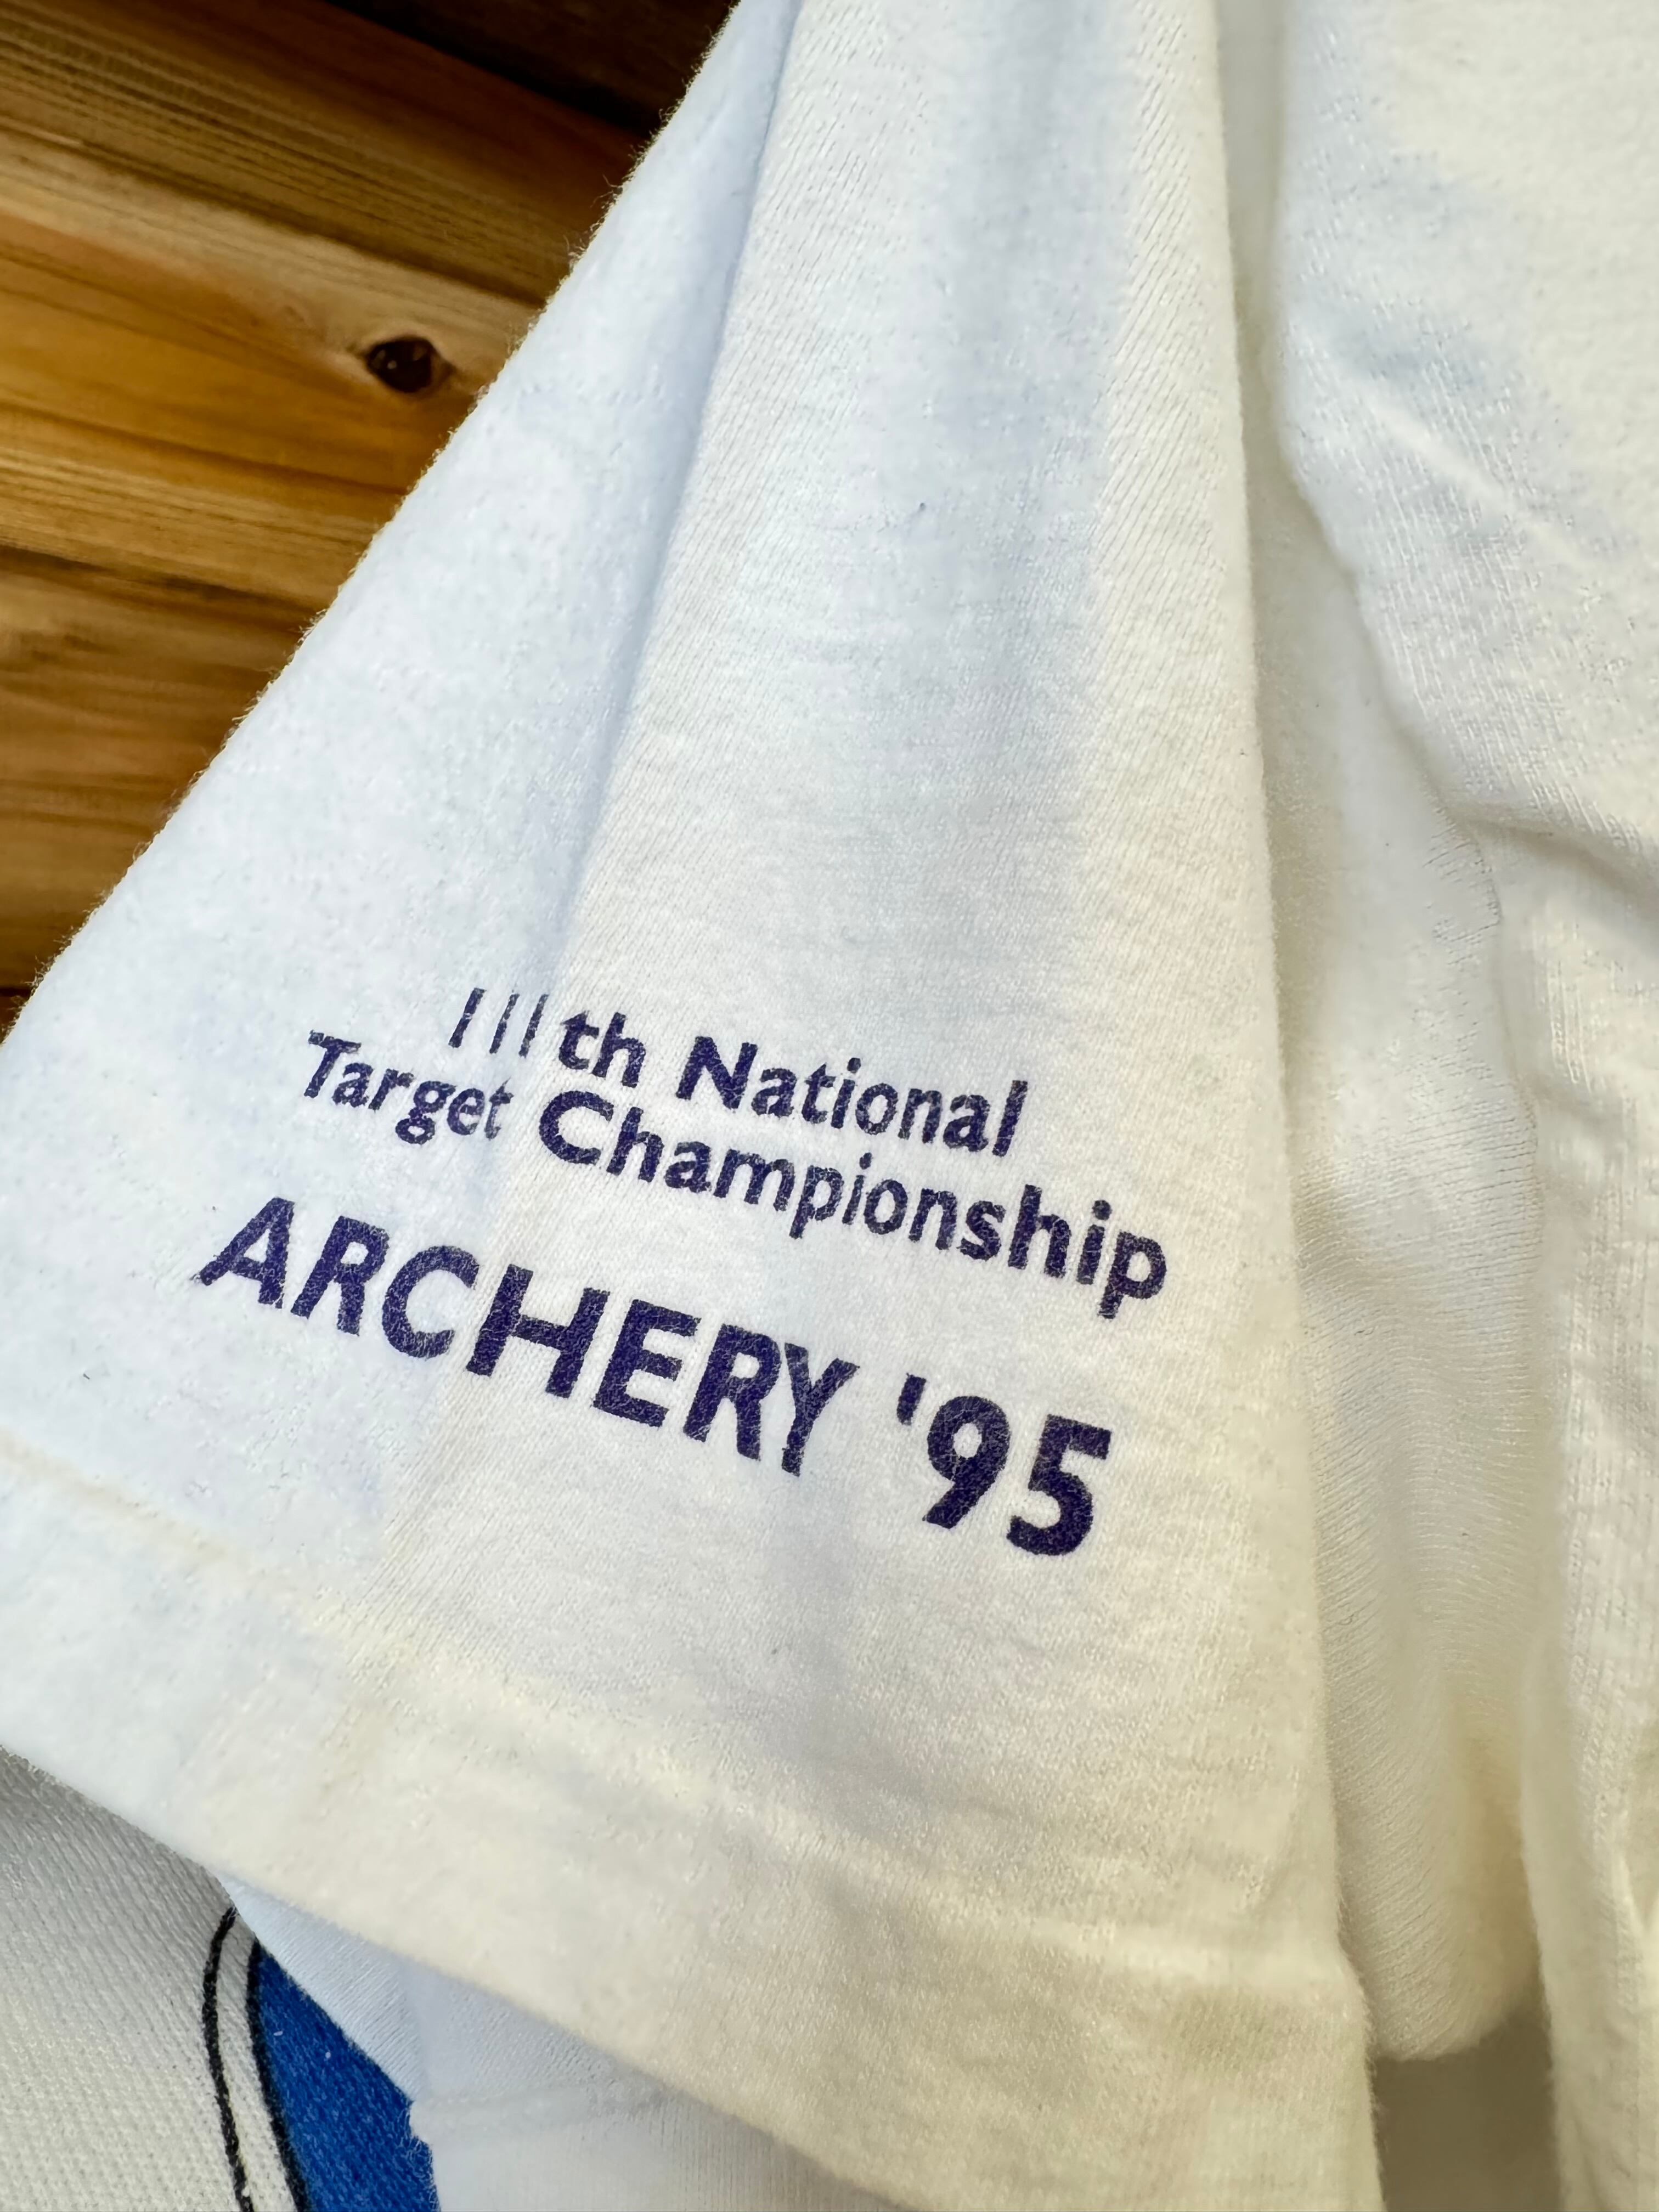 111th National
Target Championship
ARCHERY '95